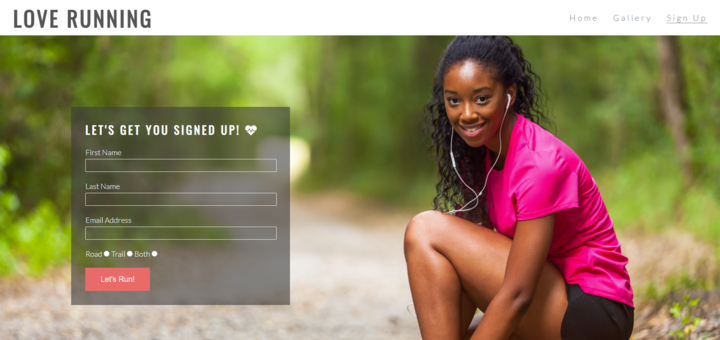 LOVE RUNNING
Home Gallery Sign Up
LET'S GET YOU SIGNED UP!
First Name
Last Name
Email Address
Road Trail Both
Let's Run!